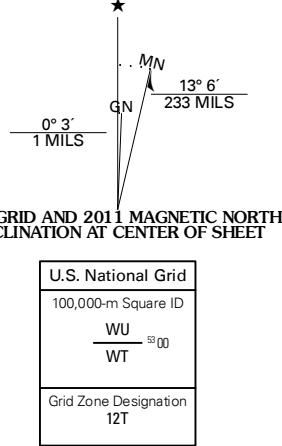 ★
MN
GN
13° 6´
233 MILS
0° 3´
1 MILS
GRID AND 2011 MAGNETIC NORTH
CLINATION AT CENTER OF SHEET
U.S. National Grid
100,000-m Square ID
WU
WT
53 00
Grid Zone Designation
12T